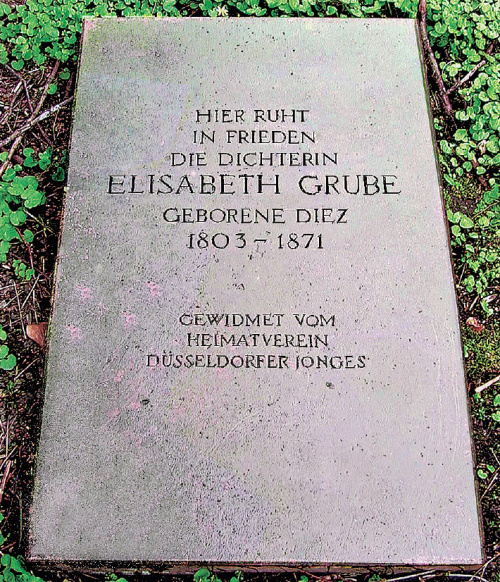 HIER RUHT
IN FRIEDEN
DIE DICHTERIN
ELISABETH GRUBE
GEBORENE DIEZ
1803 – 1871
GEWIDMET VOM
HEIMATVEREIN
DÜSSELDORFER JONGES